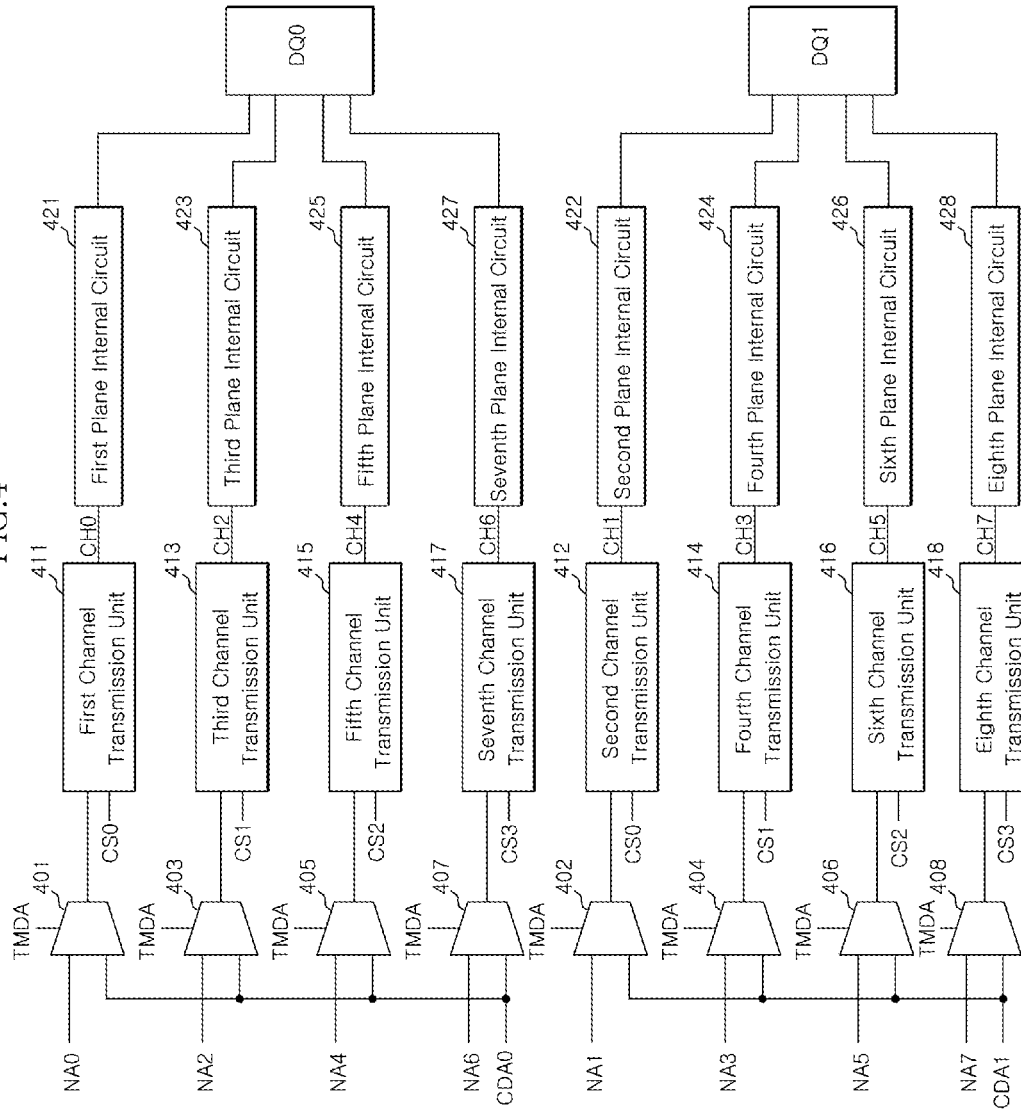 FIG.4
NA0
TMDA
401
CS0
411
First Channel
Transmission Unit
CH0
421
First Plane Internal Circuit
NA2
TMDA
403
CS1
413
Third Channel
Transmission Unit
CH2
423
Third Plane Internal Circuit
DQ0
NA4
TMDA
405
CS2
415
Fifth Channel
Transmission Unit
CH4
425
Fifth Plane Internal Circuit
NA6
CDA0
TMDA
407
CS3
417
Seventh Channel
Transmission Unit
CH6
427
Seventh Plane Internal Circuit
NA1
TMDA
402
CS0
412
Second Channel
Transmission Unit
CH1
422
Second Plane Internal Circuit
NA3
TMDA
404
CS1
414
Fourth Channel
Transmission Unit
CH3
424
Fourth Plane Internal Circuit
DQ1
NA5
TMDA
406
CS2
416
Sixth Channel
Transmission Unit
CH5
426
Sixth Plane Internal Circuit
NA7
CDA1
TMDA
408
CS3
418
Eighth Channel
Transmission Unit
CH7
428
Eighth Plane Internal Circuit